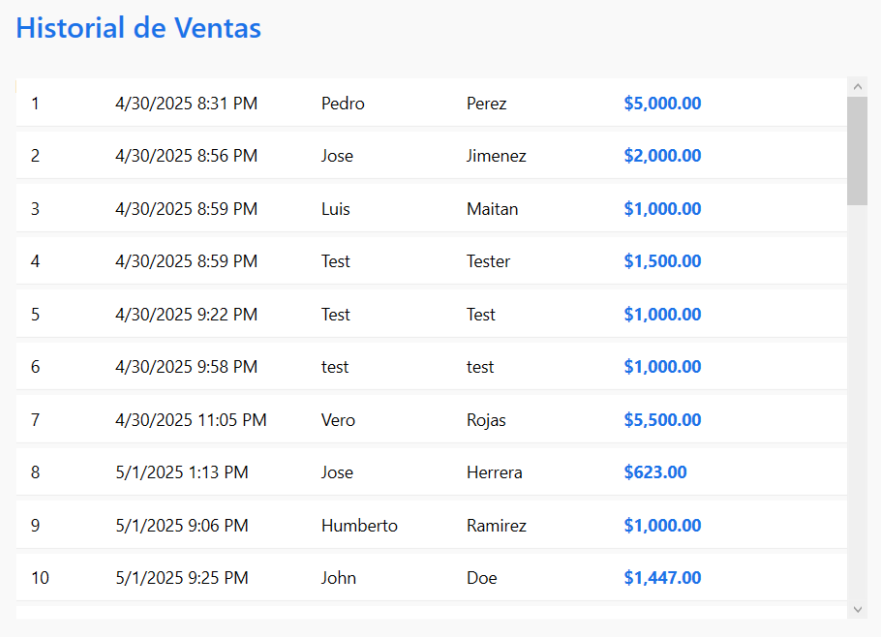 Historial de Ventas
1 4/30/2025 8:31 PM Pedro Perez $5,000.00
2 4/30/2025 8:56 PM Jose Jimenez $2,000.00
3 4/30/2025 8:59 PM Luis Maitan $1,000.00
4 4/30/2025 8:59 PM Test Tester $1,500.00
5 4/30/2025 9:22 PM Test Test $1,000.00
6 4/30/2025 9:58 PM test test $1,000.00
7 4/30/2025 11:05 PM Vero Rojas $5,500.00
8 5/1/2025 1:13 PM Jose Herrera $623.00
9 5/1/2025 9:06 PM Humberto Ramirez $1,000.00
10 5/1/2025 9:25 PM John Doe $1,447.00